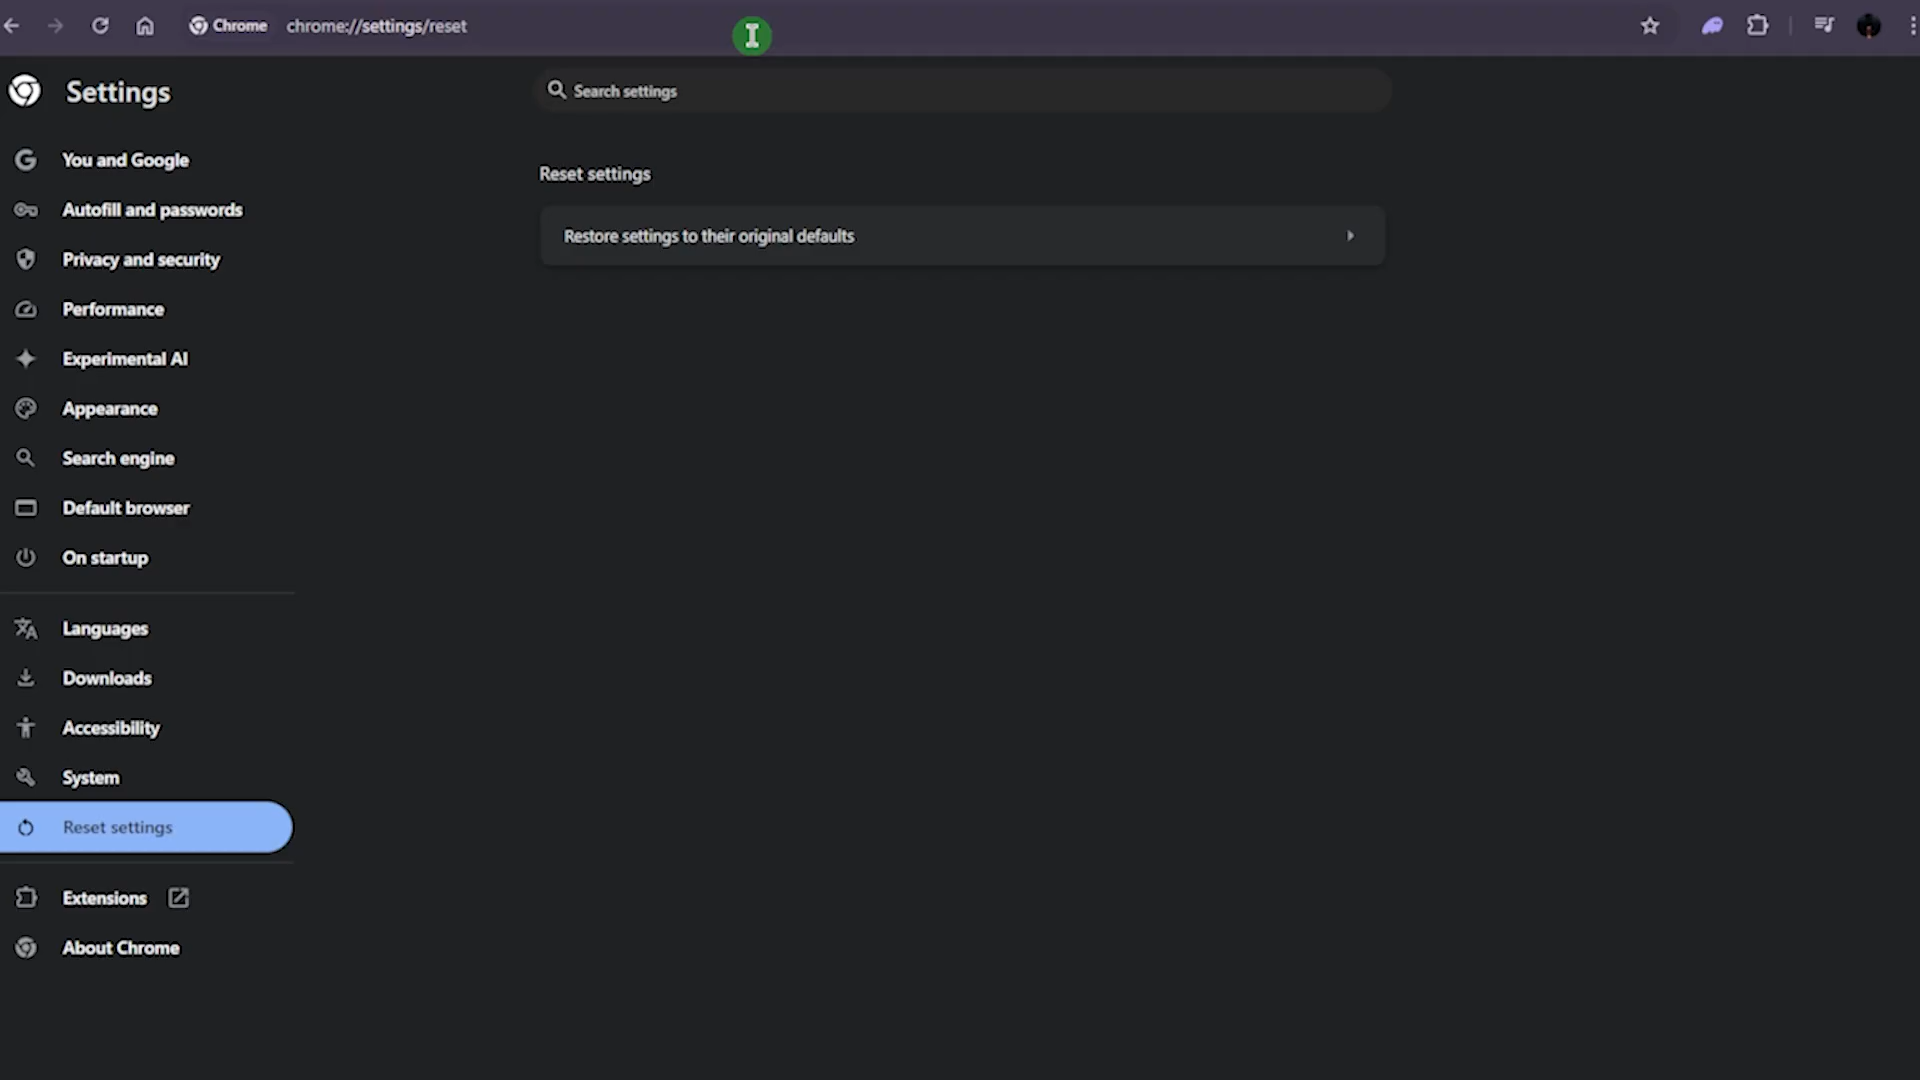 Chrome chrome://settings/reset
Settings
Search settings
You and Google
Autofill and passwords
Privacy and security
Performance
Experimental AI
Appearance
Search engine
Default browser
On startup
Languages
Downloads
Accessibility
System
Reset settings
Extensions
About Chrome
Reset settings
Restore settings to their original defaults